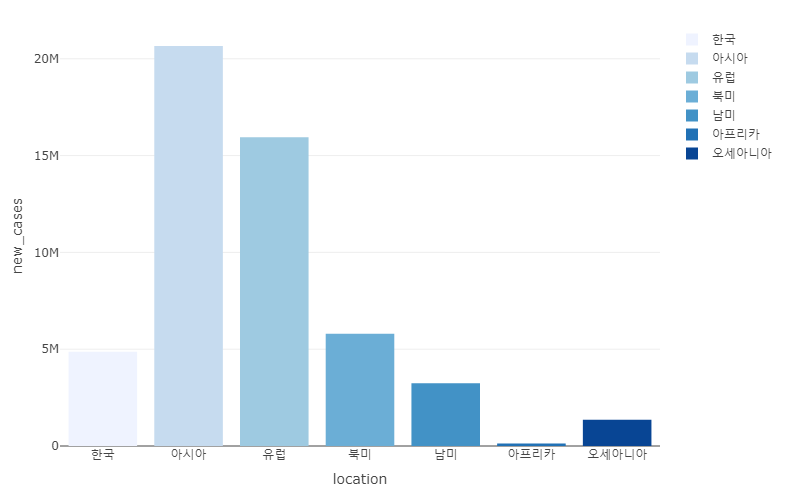 한국
아시아
유럽
북미
남미
아프리카
오세아니아
20M
15M
10M
5M
0
new_cases
한국 아시아 유럽 북미 남미 아프리카 오세아니아
location